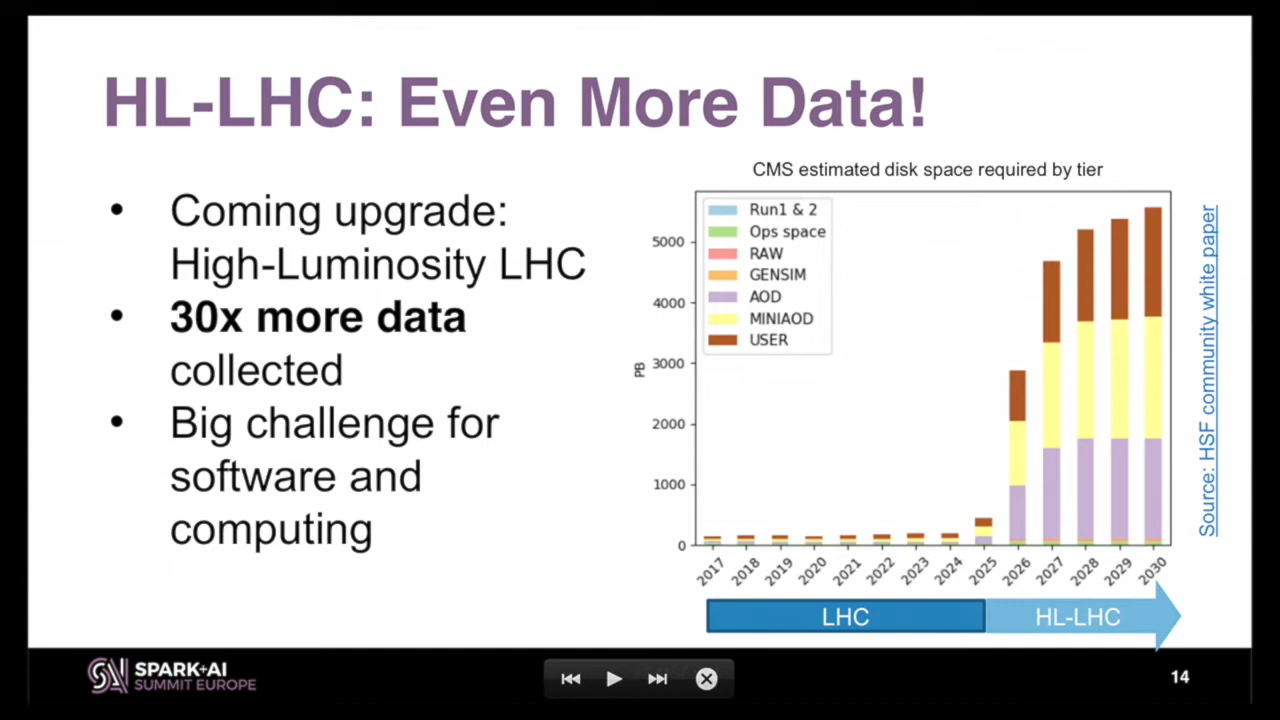 HL-LHC: Even More Data!
• Coming upgrade:
High-Luminosity LHC
• 30x more data
collected
• Big challenge for
software and
computing
CMS estimated disk space required by tier
Run1 & 2
Ops space
RAW
GENSIM
AOD
MINIAOD
USER
PB
5000
4000
3000
2000
1000
0
2017
2018
2019
2020
2021
2022
2023
2024
2025
2026
2027
2028
2029
2030
LHC
HL-LHC
Source: HSF community white paper
SPARK+AI
SUMMIT EUROPE
14